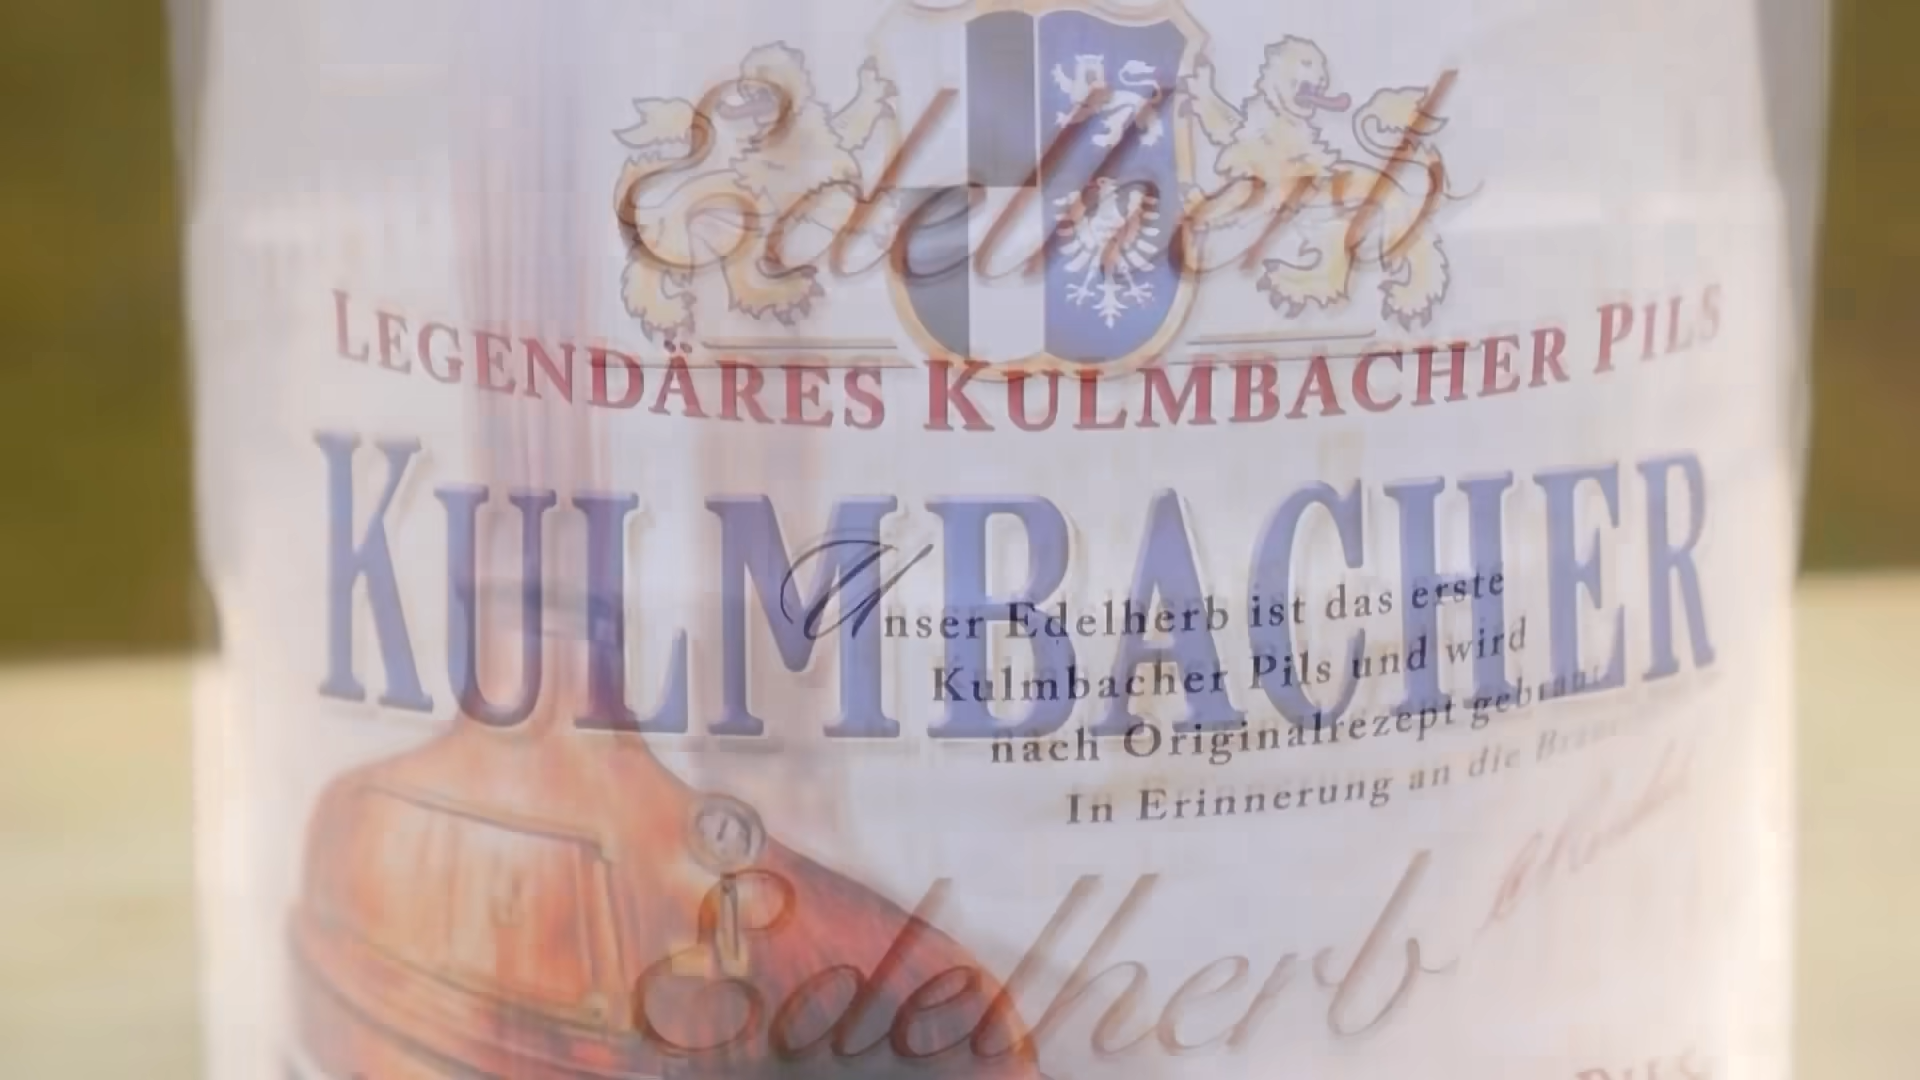 Edelherb
LEGENDÄRES KULMBACHER PILS
KULMBACHER
Unser Edelherb ist das erste
Kulmbacher Pils und wird
nach Originalrezept gebraut.
In Erinnerung an die
Edelherb
PILS